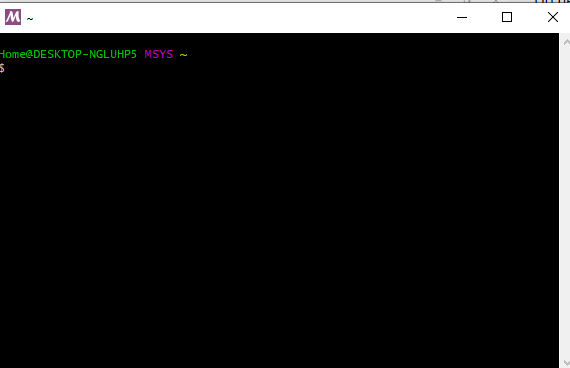 M ~
Home@DESKTOP-NGLUHP5 MSYS ~
$